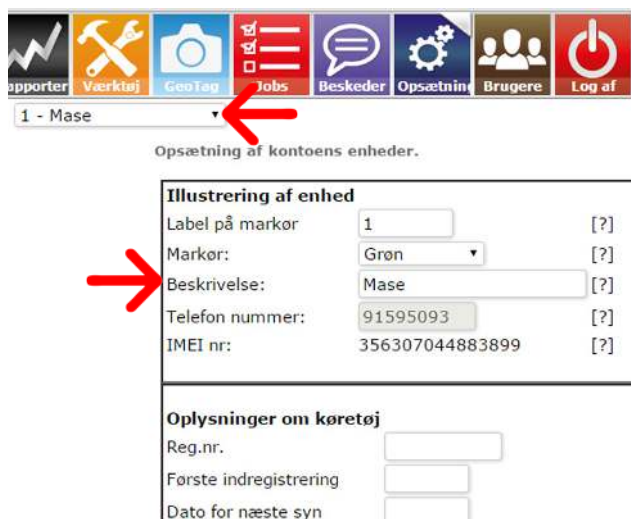 apporter Værktøj GeoTag Jobs Beskeder Opsætning Brugere Log af
1 - Mase
Opsætning af kontoens enheder.
Illustrering af enhed
Label på markør 1 [?]
Markør: Grøn [?]
Beskrivelse: Mase [?]
Telefon nummer: 91595093 [?]
IMEI nr: 356307044883899 [?]
Oplysninger om køretøj
Reg.nr.
Første indregistrering
Dato for næste syn